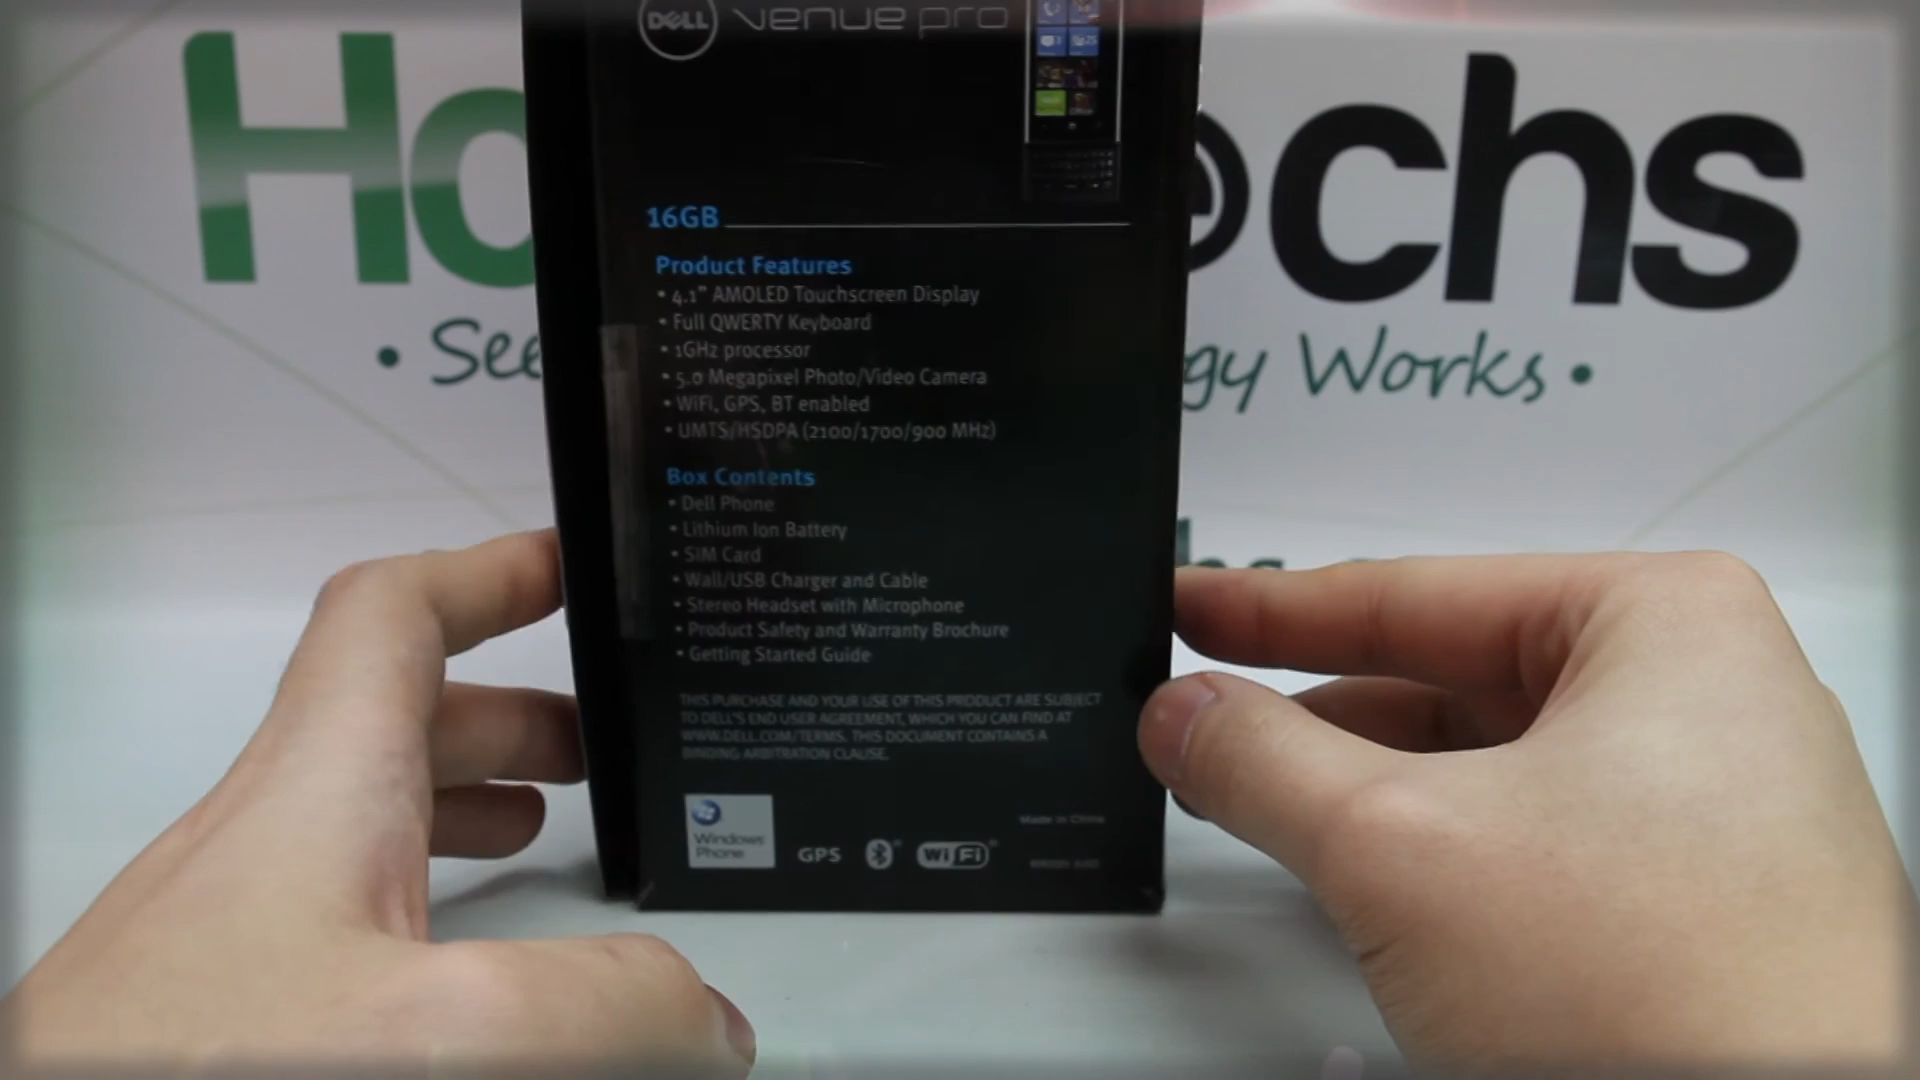 DELL venue pro
16GB
Product Features
• 4.1" AMOLED Touchscreen Display
• Full QWERTY Keyboard
• 1GHz processor
• 5.0 Megapixel Photo/Video Camera
• WiFi, GPS, BT enabled
• UMTS/HSDPA (2100/1700/900 MHz)
Box Contents
• Dell Phone
• Lithium Ion Battery
• SIM Card
• Wall/USB Charger and Cable
• Stereo Headset with Microphone
• Product Safety and Warranty Brochure
• Getting Started Guide
THIS PURCHASE AND YOUR USE OF THIS PRODUCT ARE SUBJECT
TO DELL'S END USER AGREEMENT, WHICH YOU CAN FIND AT
WWW.DELL.COM/TERMS. THIS DOCUMENT CONTAINS A
BINDING ARBITRATION CLAUSE.
Made in China
Windows
Phone
GPS
WiFi
Ho echs
• See gy Works •